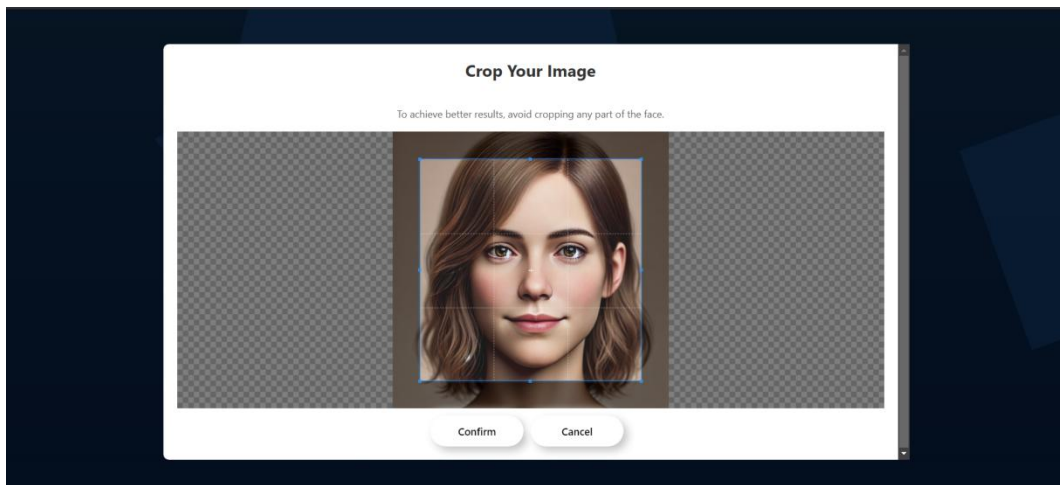 Crop Your Image
To achieve better results, avoid cropping any part of the face.
Confirm Cancel